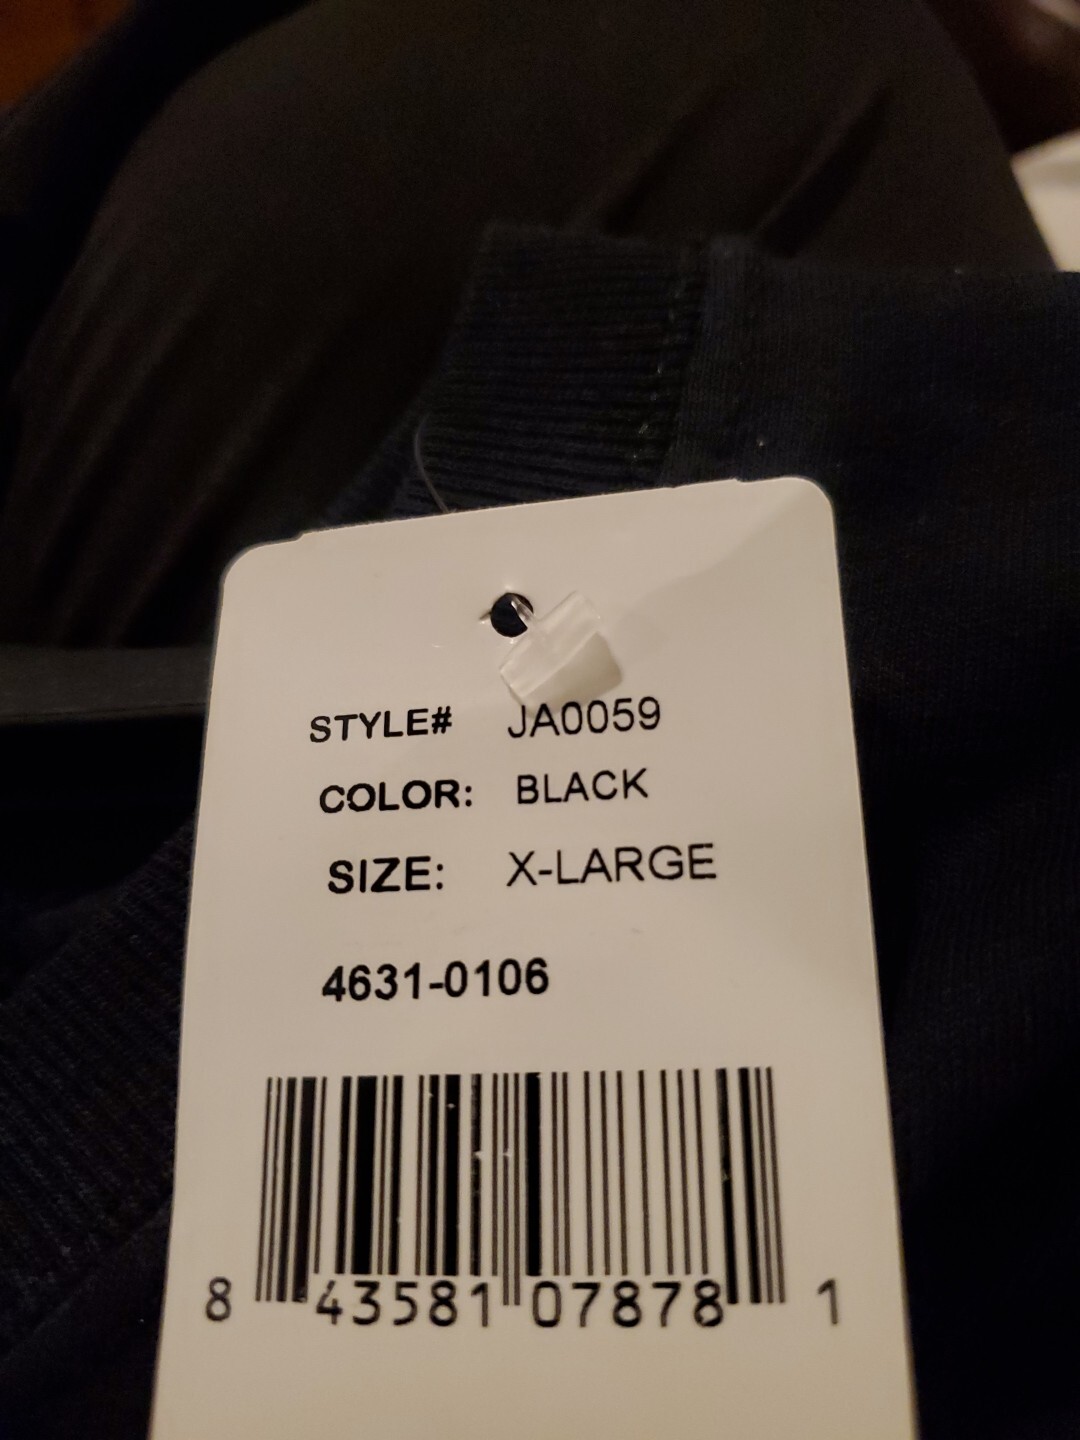 STYLE# JA0059
COLOR: BLACK
SIZE: X-LARGE
4631-0106
8 43581 07878 1